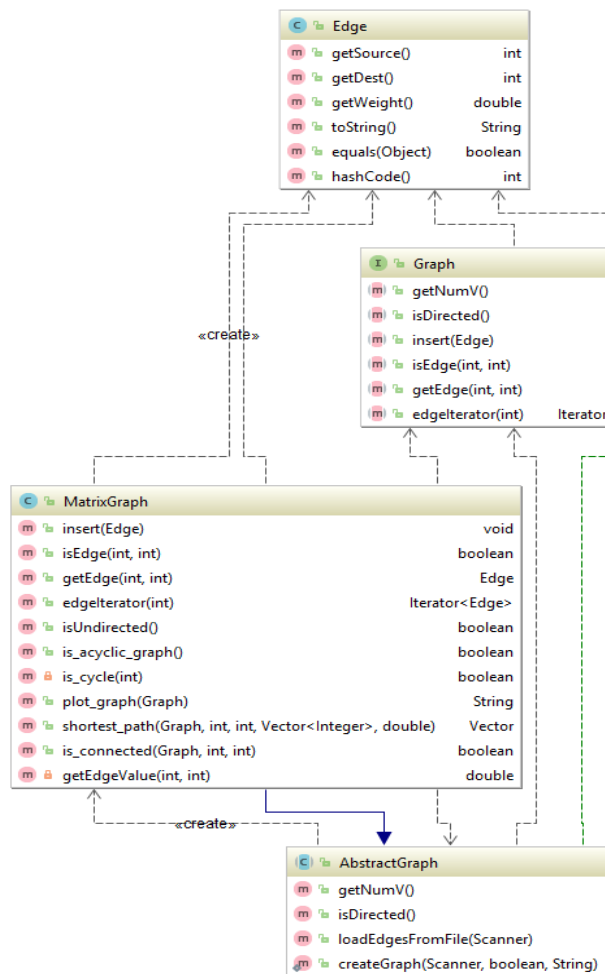 C Edge
m getSource() int
m getDest() int
m getWeight() double
m toString() String
m equals(Object) boolean
m hashCode() int
I Graph
m getNumV()
m isDirected()
m insert(Edge)
m isEdge(int, int)
m getEdge(int, int)
m edgeIterator(int) Iterator
«create»
C MatrixGraph
m insert(Edge) void
m isEdge(int, int) boolean
m getEdge(int, int) Edge
m edgeIterator(int) Iterator<Edge>
m isUndirected() boolean
m is_acyclic_graph() boolean
m is_cycle(int) boolean
m plot_graph(Graph) String
m shortest_path(Graph, int, int, Vector<Integer>, double) Vector
m is_connected(Graph, int, int) boolean
m getEdgeValue(int, int) double
«create»
C AbstractGraph
m getNumV()
m isDirected()
m loadEdgesFromFile(Scanner)
m createGraph(Scanner, boolean, String)